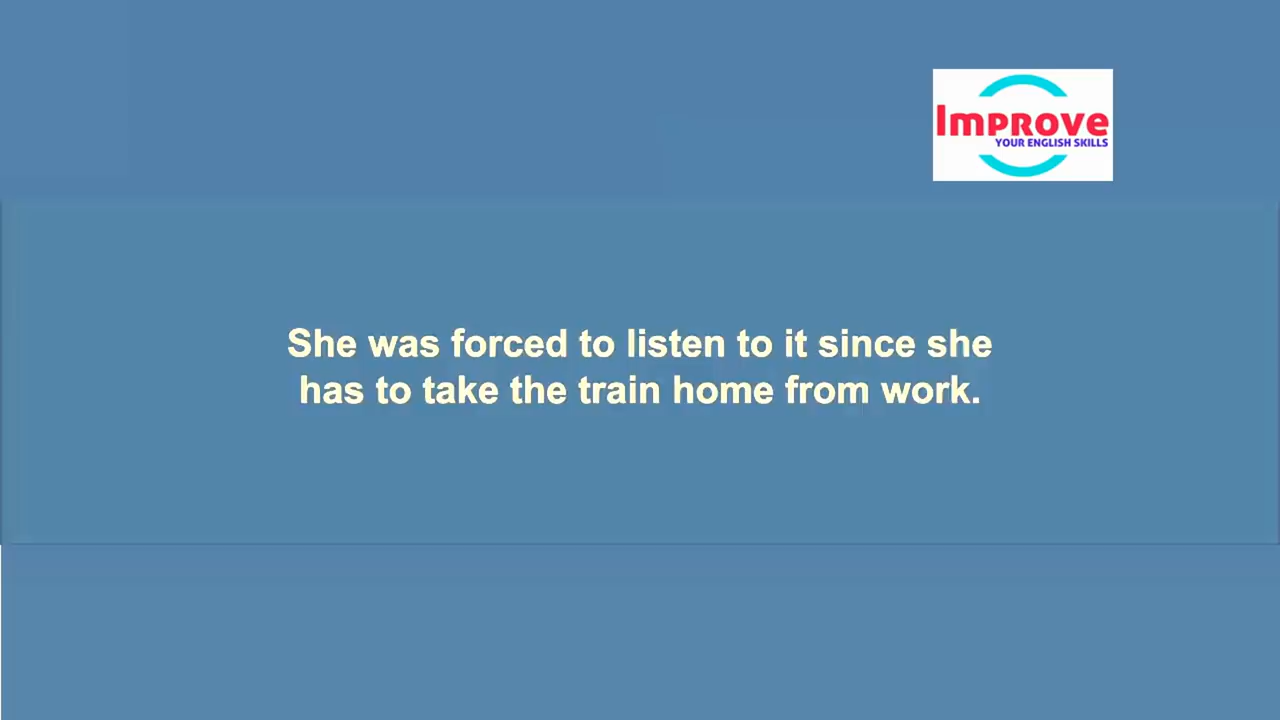 Improve
YOUR ENGLISH SKILLS
She was forced to listen to it since she
has to take the train home from work.